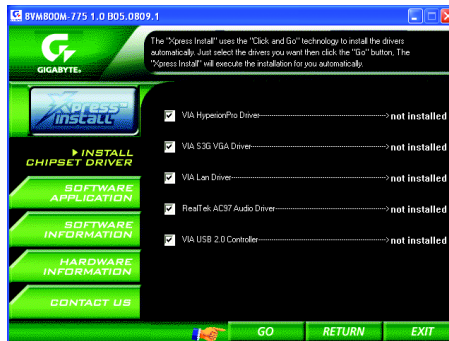 8VM800M-775 1.0 B05.0809.1
The "Xpress Install" uses the "Click and Go" technology to install the drivers
automatically. Just select the drivers you want then click the "GO" button, The
"Xpress Install" will execute the installation for you automatically.
GIGABYTE
Xpress
install
INSTALL
CHIPSET DRIVER
SOFTWARE
APPLICATION
SOFTWARE
INFORMATION
HARDWARE
INFORMATION
CONTACT US
VIA HyperionPro Driver not installed
VIA S3G VGA Driver not installed
VIA Lan Driver not installed
RealTek AC97 Audio Driver not installed
VIA USB 2.0 Controller not installed
GO
RETURN
EXIT